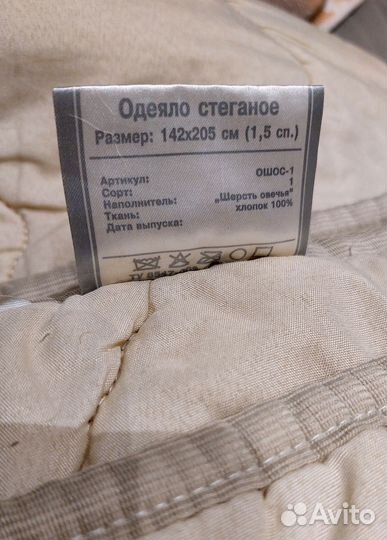 Одеяло стеганое
Размер: 142x205 см (1,5 сп.)
Артикул: ОШОС-1
Сорт: 1
Наполнитель: „Шерсть овечья"
Ткань: хлопок 100%
Дата выпуска:
Avito